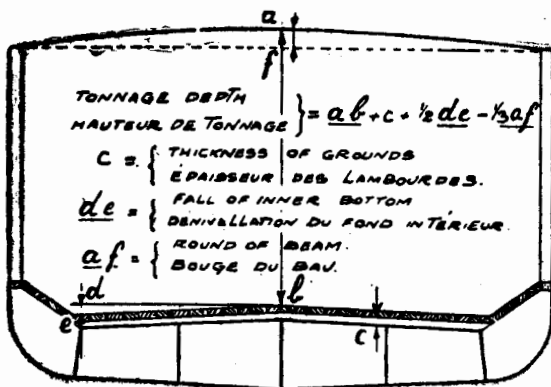 a
f
TONNAGE DEPTH
HAUTEUR DE TONNAGE } = ab + c + ½ de - ⅓ af
c = { THICKNESS OF GROUNDS
ÉPAISSEUR DES LAMBOURDES.
de = { FALL OF INNER BOTTOM
DENIVALLATION DU FOND INTÉRIEUR.
af = { ROUND OF BEAM.
BOUGE DU BAU.
d
b
e
c